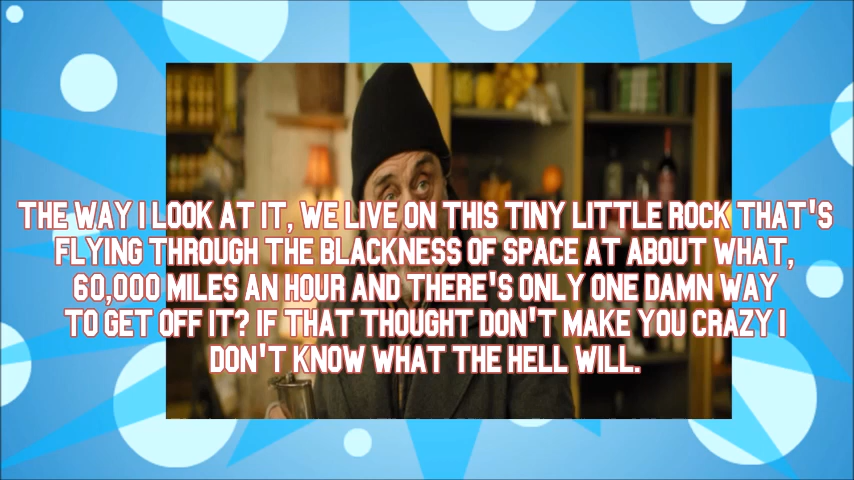 THE WAY I LOOK AT IT, WE LIVE ON THIS TINY LITTLE ROCK THAT'S
FLYING THROUGH THE BLACKNESS OF SPACE AT ABOUT WHAT,
60,000 MILES AN HOUR AND THERE'S ONLY ONE DAMN WAY
TO GET OFF IT? IF THAT THOUGHT DON'T MAKE YOU CRAZY I
DON'T KNOW WHAT THE HELL WILL.